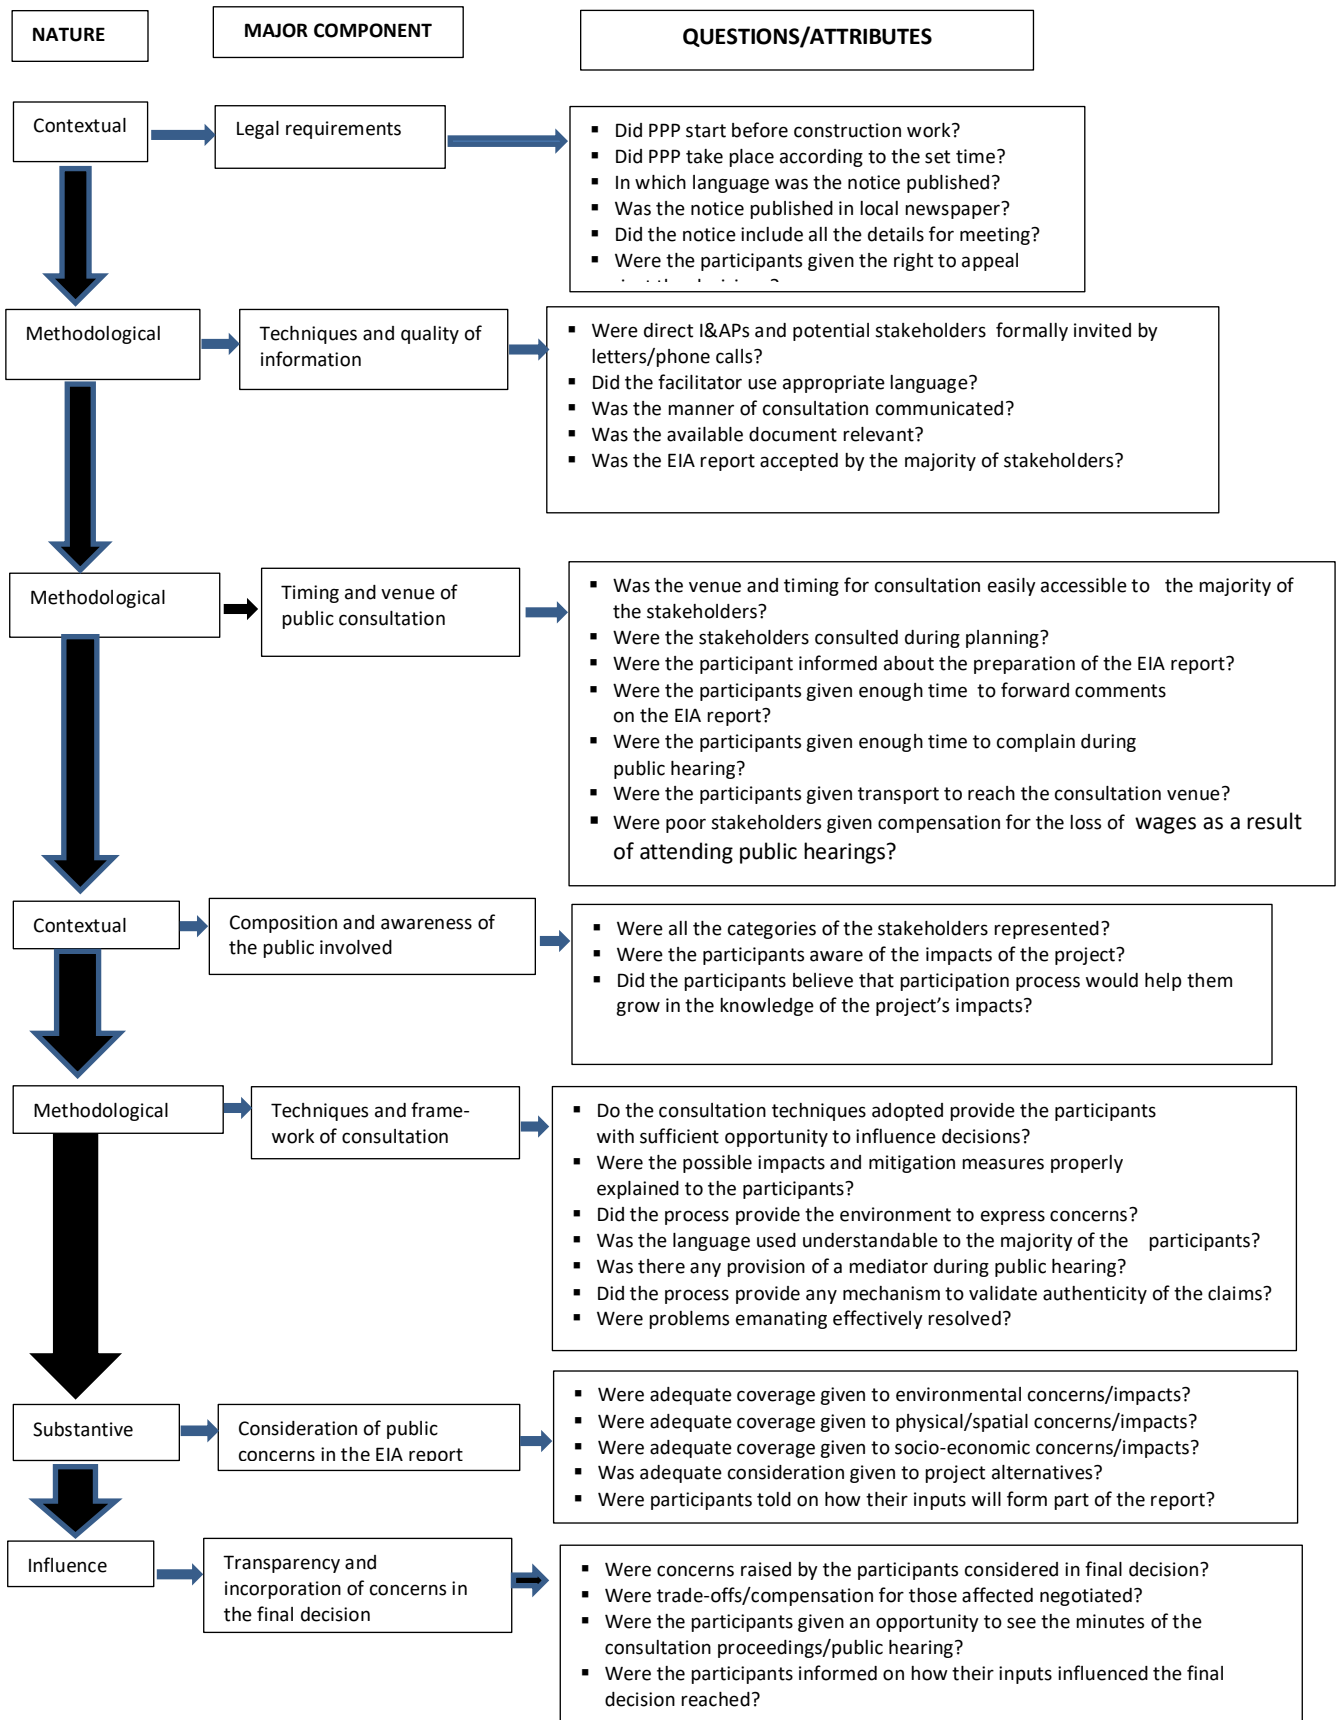 NATURE
MAJOR COMPONENT
QUESTIONS/ATTRIBUTES
Contextual
Legal requirements
▪ Did PPP start before construction work?
▪ Did PPP take place according to the set time?
▪ In which language was the notice published?
▪ Was the notice published in local newspaper?
▪ Did the notice include all the details for meeting?
▪ Were the participants given the right to appeal
Methodological
Techniques and quality of
information
▪ Were direct I&APs and potential stakeholders formally invited by
letters/phone calls?
▪ Did the facilitator use appropriate language?
▪ Was the manner of consultation communicated?
▪ Was the available document relevant?
▪ Was the EIA report accepted by the majority of stakeholders?
Methodological
Timing and venue of
public consultation
▪ Was the venue and timing for consultation easily accessible to the majority of
the stakeholders?
▪ Were the stakeholders consulted during planning?
▪ Were the participant informed about the preparation of the EIA report?
▪ Were the participants given enough time to forward comments
on the EIA report?
▪ Were the participants given enough time to complain during
public hearing?
▪ Were the participants given transport to reach the consultation venue?
▪ Were poor stakeholders given compensation for the loss of wages as a result
of attending public hearings?
Contextual
Composition and awareness of
the public involved
▪ Were all the categories of the stakeholders represented?
▪ Were the participants aware of the impacts of the project?
▪ Did the participants believe that participation process would help them
grow in the knowledge of the project’s impacts?
Methodological
Techniques and frame-
work of consultation
▪ Do the consultation techniques adopted provide the participants
with sufficient opportunity to influence decisions?
▪ Were the possible impacts and mitigation measures properly
explained to the participants?
▪ Did the process provide the environment to express concerns?
▪ Was the language used understandable to the majority of the participants?
▪ Was there any provision of a mediator during public hearing?
▪ Did the process provide any mechanism to validate authenticity of the claims?
▪ Were problems emanating effectively resolved?
Substantive
Consideration of public
concerns in the EIA report
▪ Were adequate coverage given to environmental concerns/impacts?
▪ Were adequate coverage given to physical/spatial concerns/impacts?
▪ Were adequate coverage given to socio-economic concerns/impacts?
▪ Was adequate consideration given to project alternatives?
▪ Were participants told on how their inputs will form part of the report?
Influence
Transparency and
incorporation of concerns in
the final decision
▪ Were concerns raised by the participants considered in final decision?
▪ Were trade-offs/compensation for those affected negotiated?
▪ Were the participants given an opportunity to see the minutes of the
consultation proceedings/public hearing?
▪ Were the participants informed on how their inputs influenced the final
decision reached?